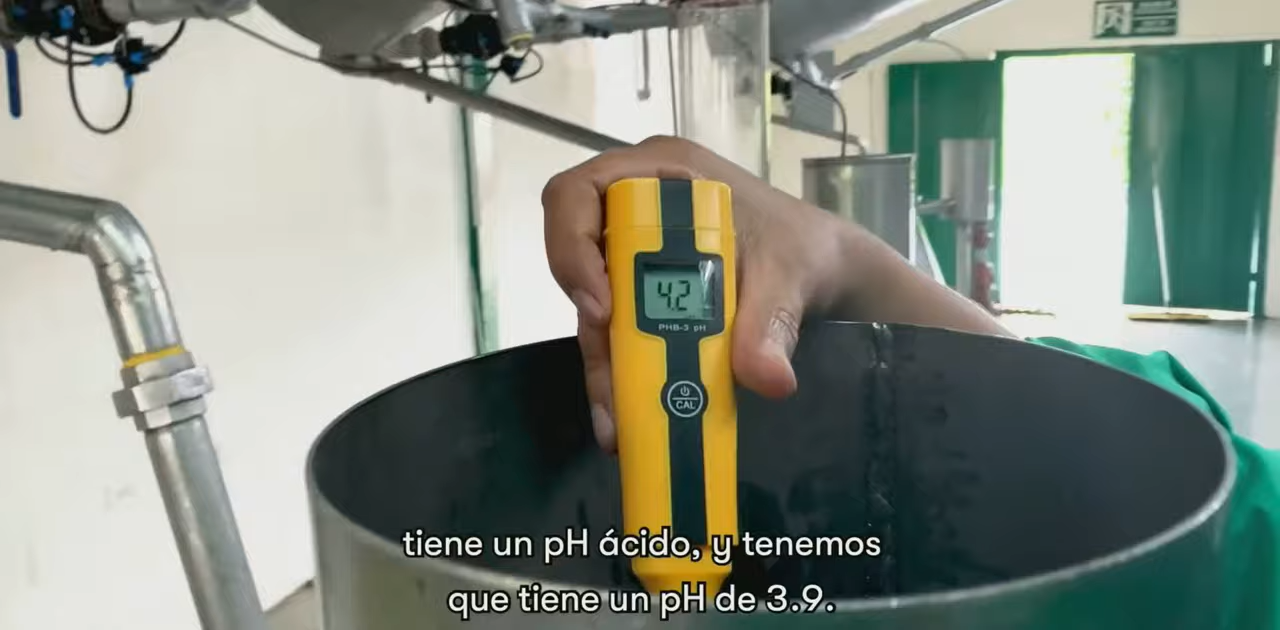 4.2
PHB-3 pH
CAL
tiene un pH ácido, y tenemos
que tiene un pH de 3.9.